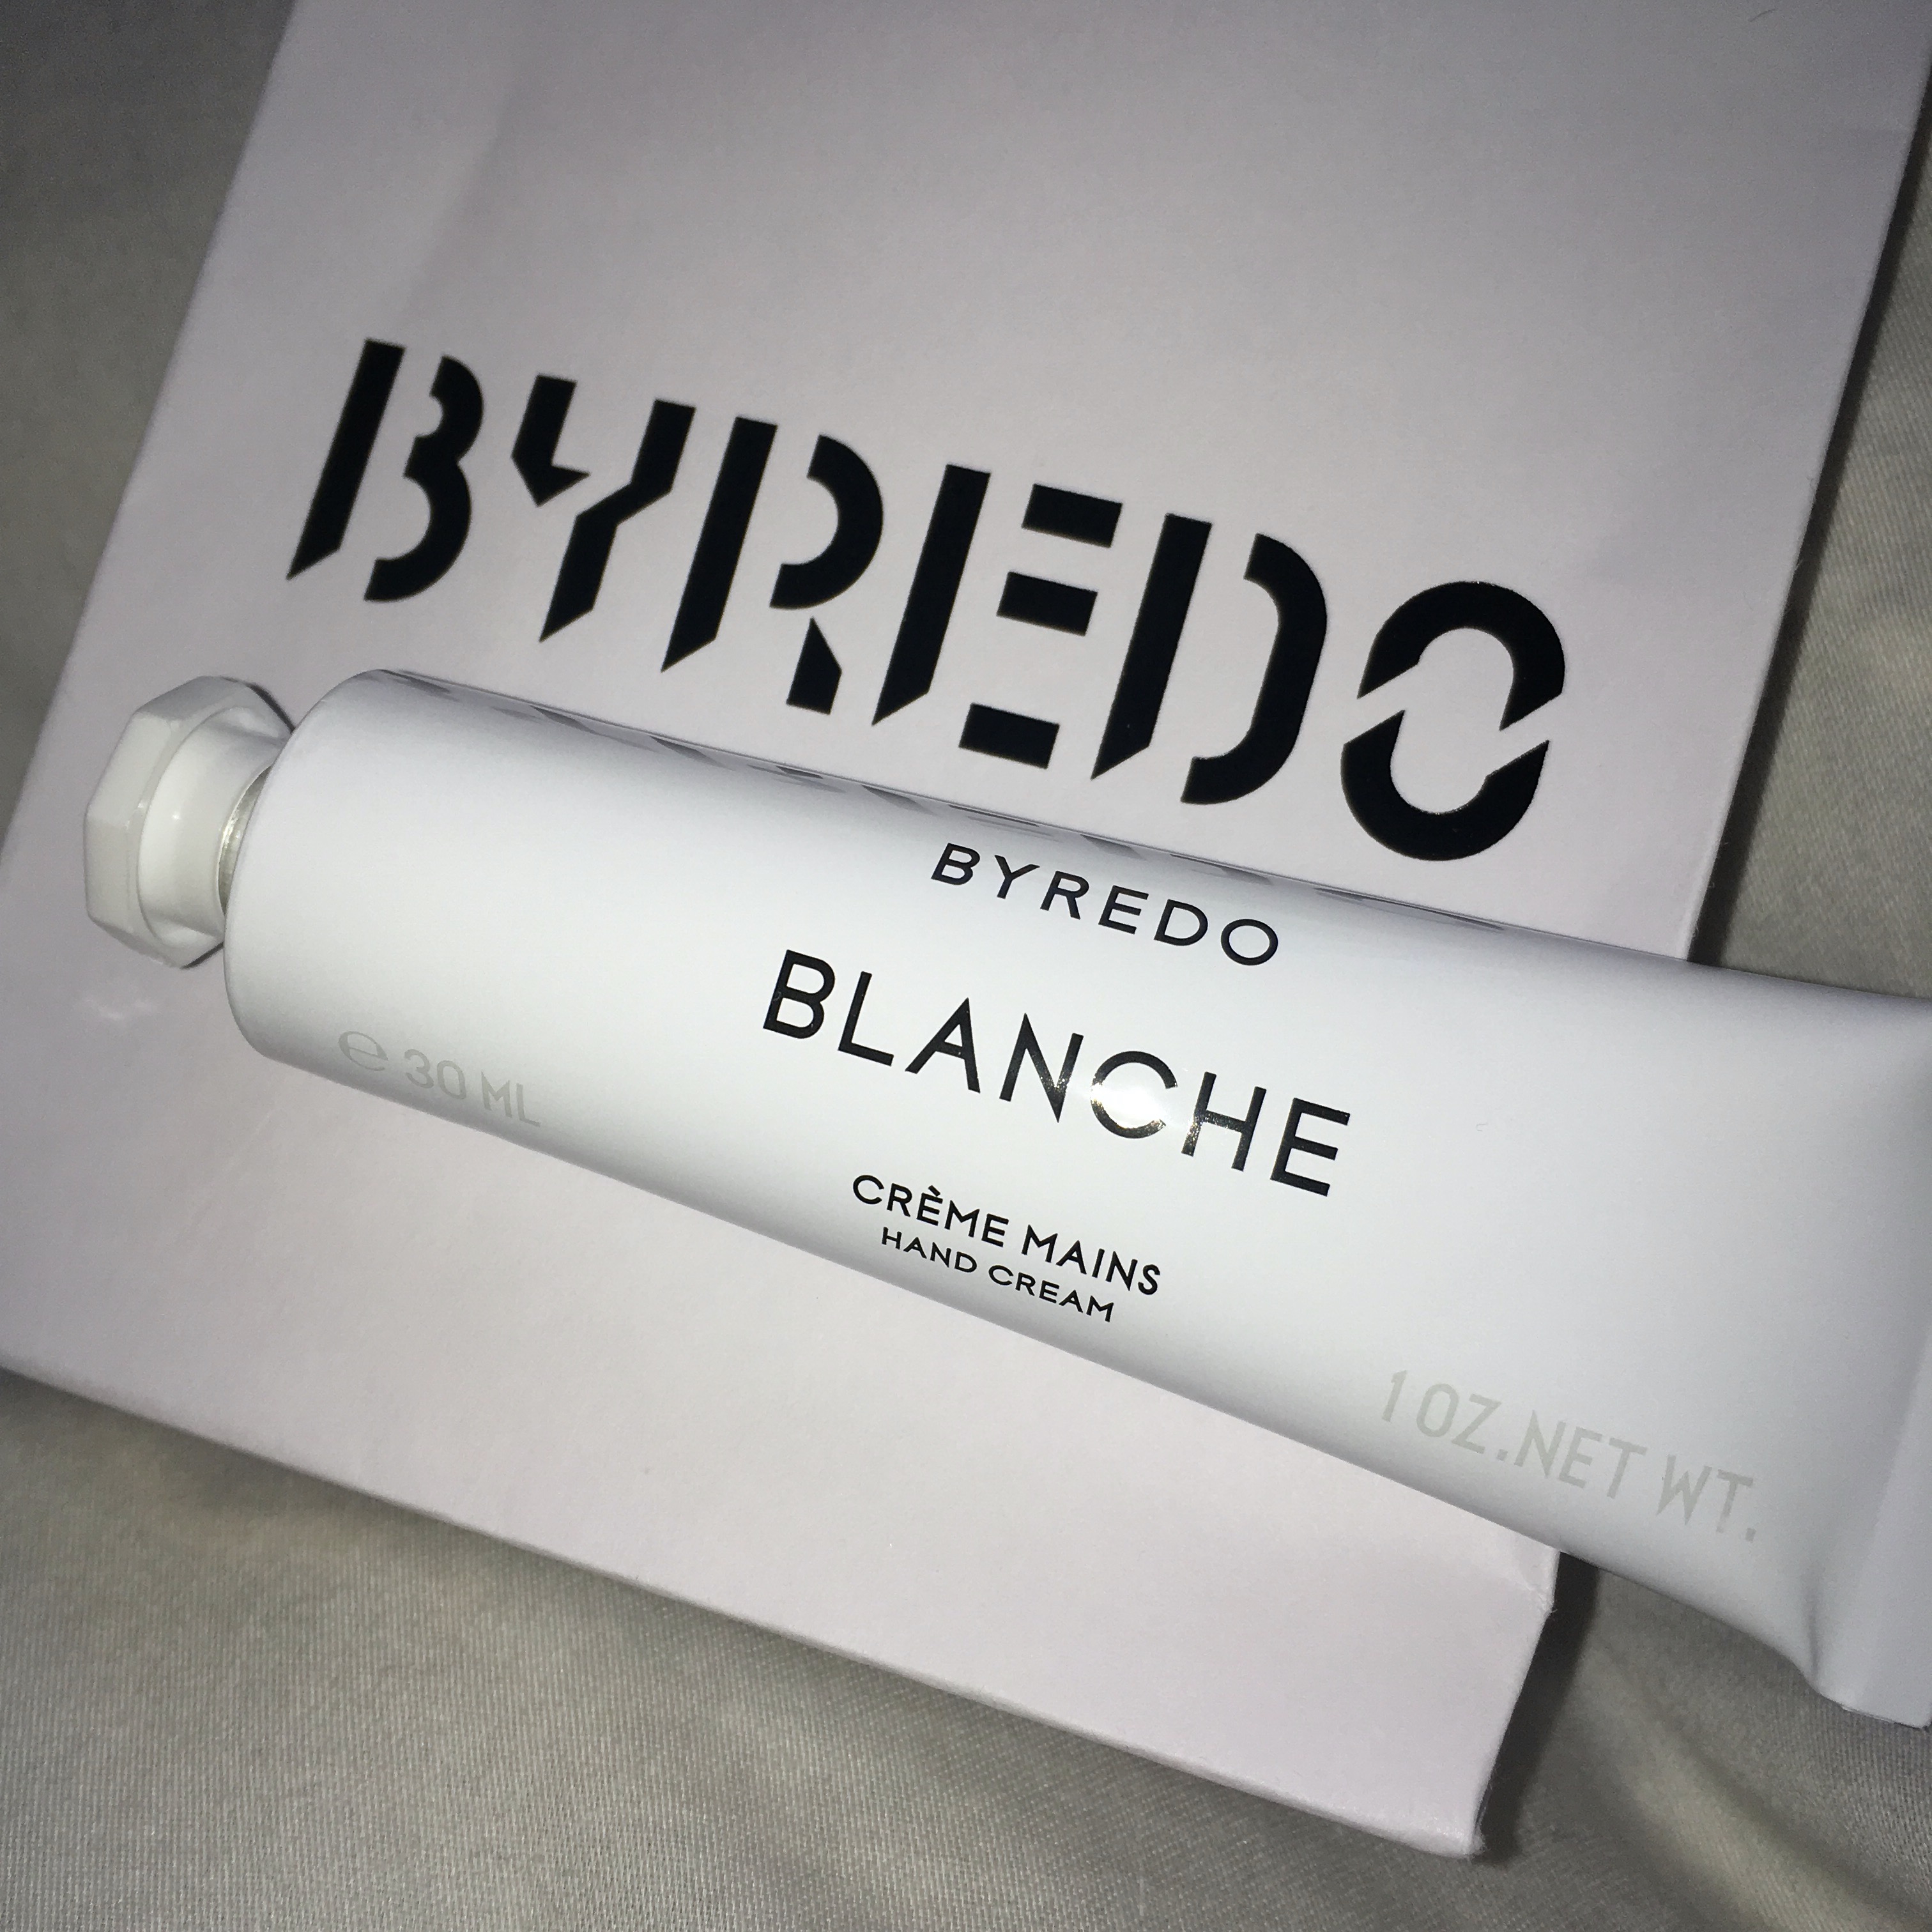 BYREDO
BYREDO
BLANCHE
CRÈME MAINS
HAND CREAM
e 30 ML
1 OZ.NET WT.